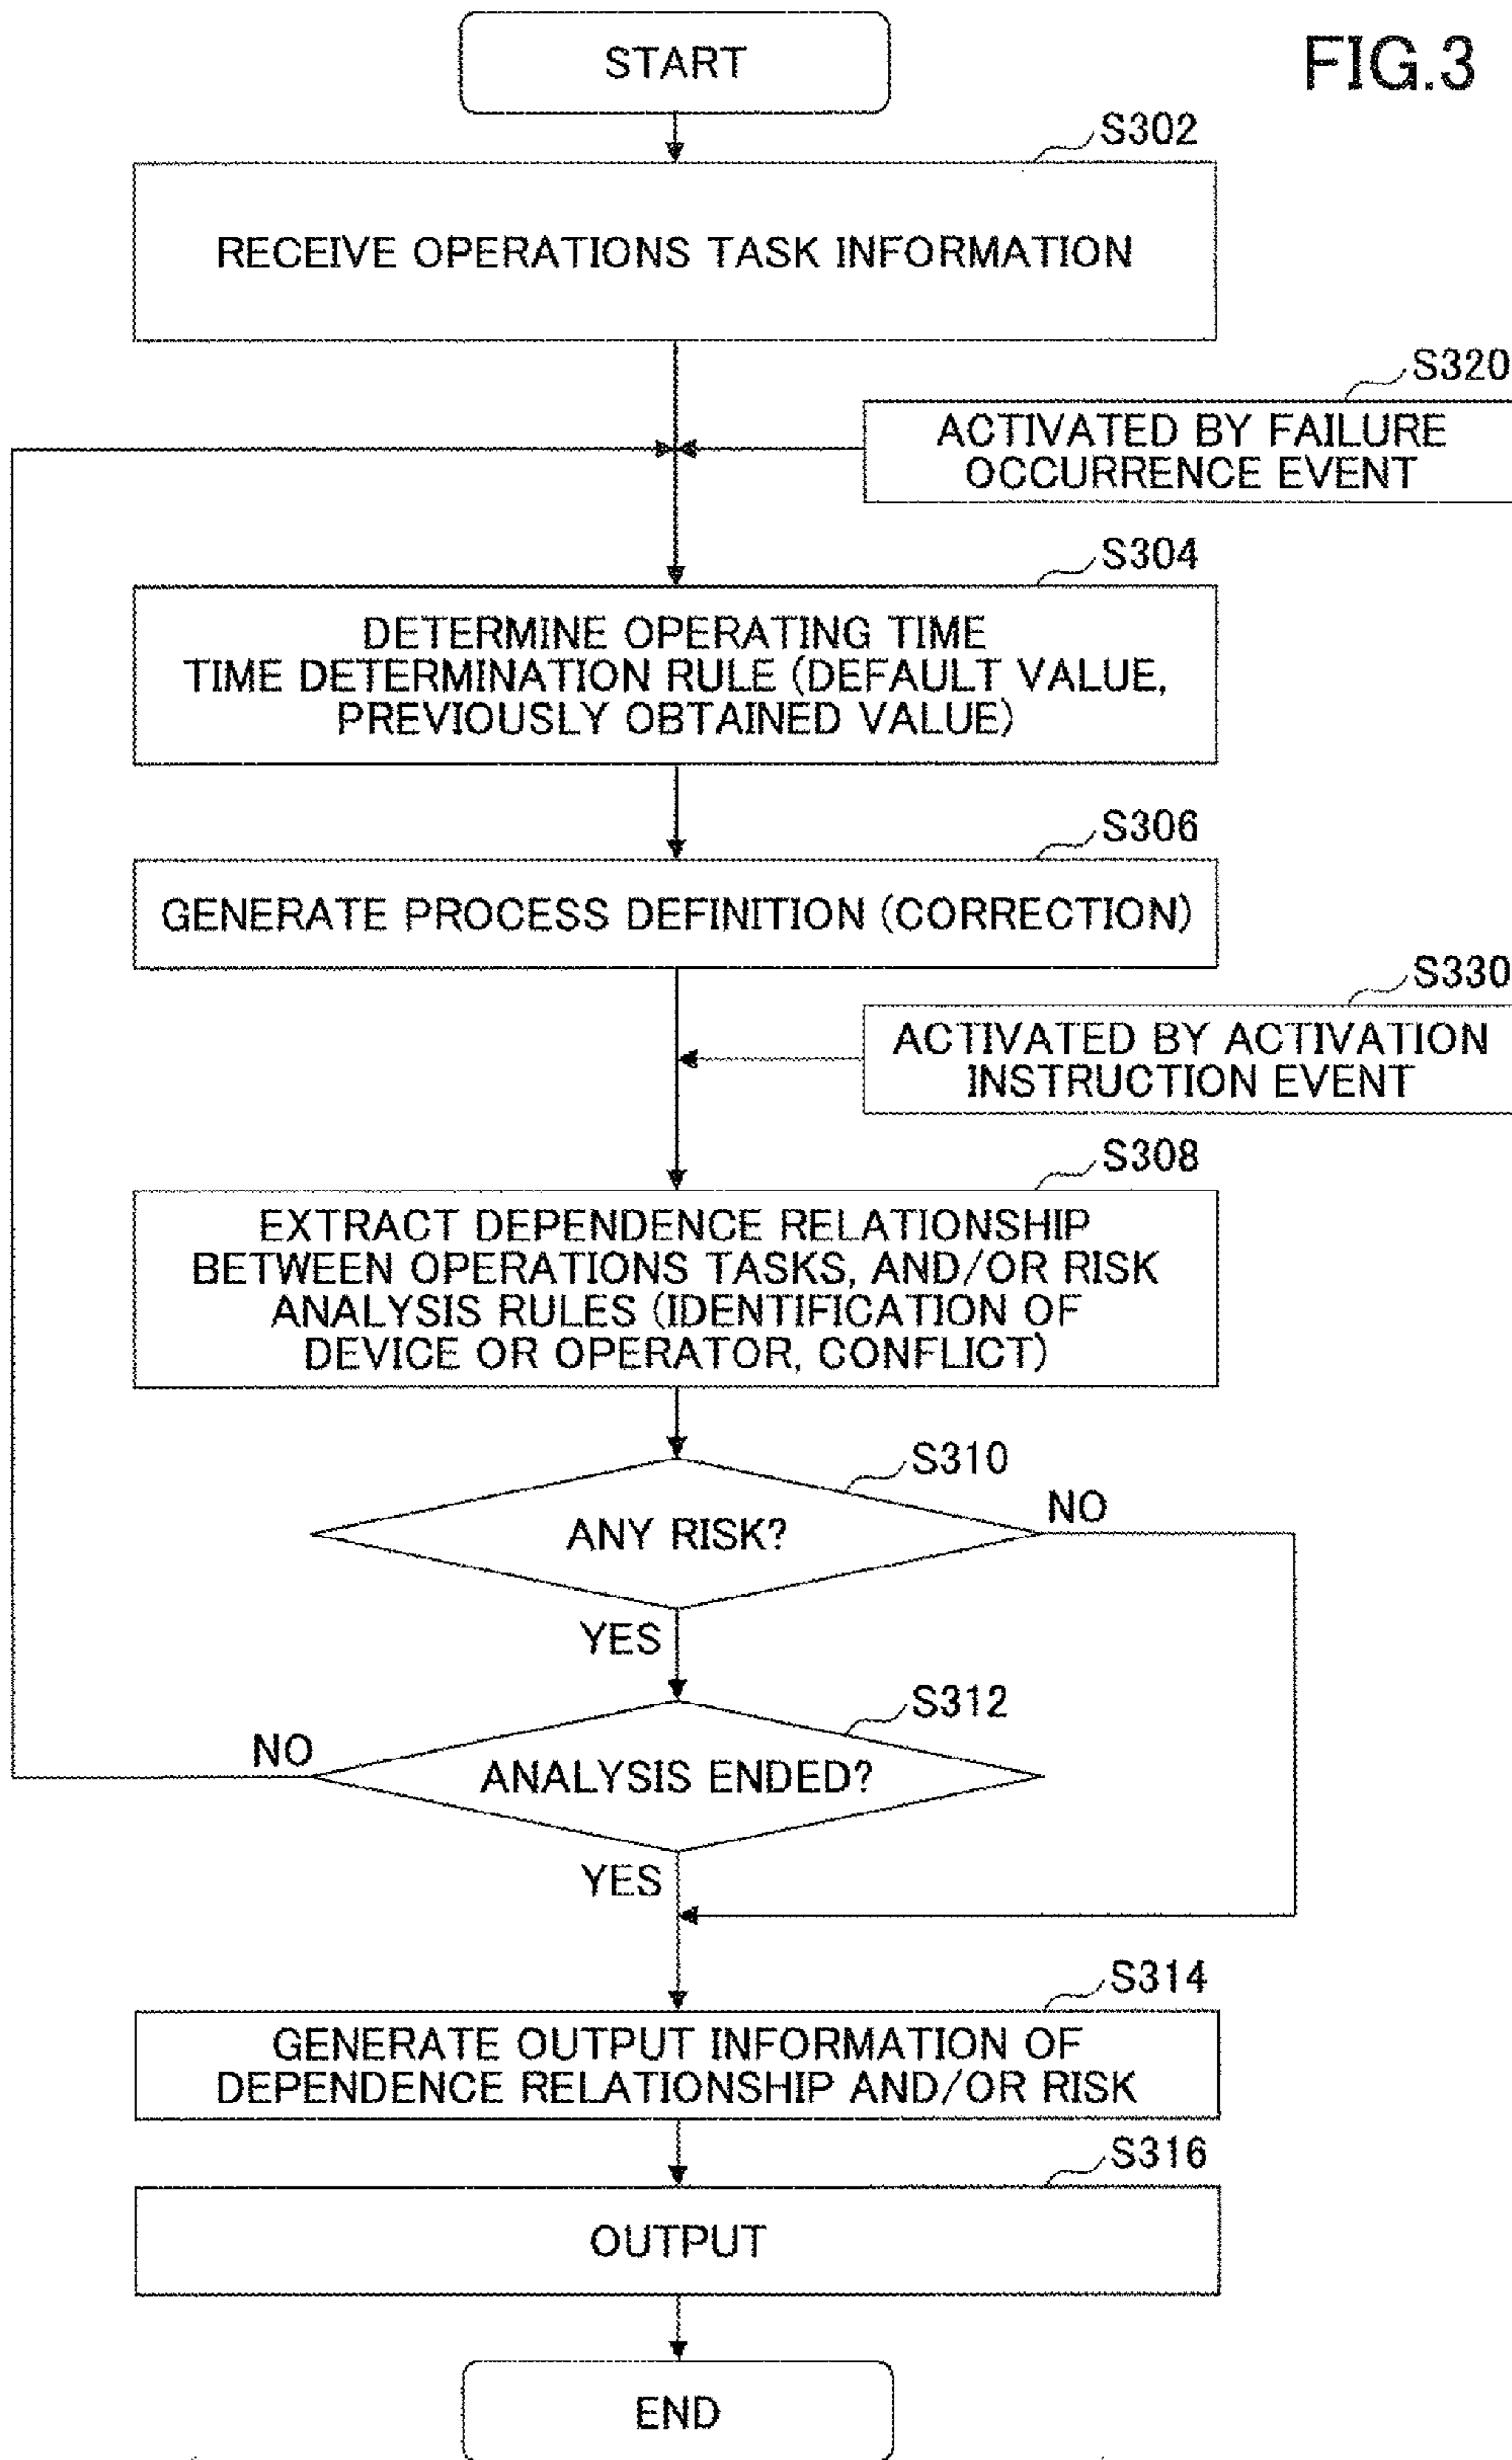 FIG.3
START
S302
RECEIVE OPERATIONS TASK INFORMATION
S320
ACTIVATED BY FAILURE
OCCURRENCE EVENT
S304
DETERMINE OPERATING TIME
TIME DETERMINATION RULE (DEFAULT VALUE,
PREVIOUSLY OBTAINED VALUE)
S306
GENERATE PROCESS DEFINITION (CORRECTION)
S330
ACTIVATED BY ACTIVATION
INSTRUCTION EVENT
S308
EXTRACT DEPENDENCE RELATIONSHIP
BETWEEN OPERATIONS TASKS, AND/OR RISK
ANALYSIS RULES (IDENTIFICATION OF
DEVICE OR OPERATOR, CONFLICT)
S310
ANY RISK?
NO
YES
S312
ANALYSIS ENDED?
NO
YES
S314
GENERATE OUTPUT INFORMATION OF
DEPENDENCE RELATIONSHIP AND/OR RISK
S316
OUTPUT
END